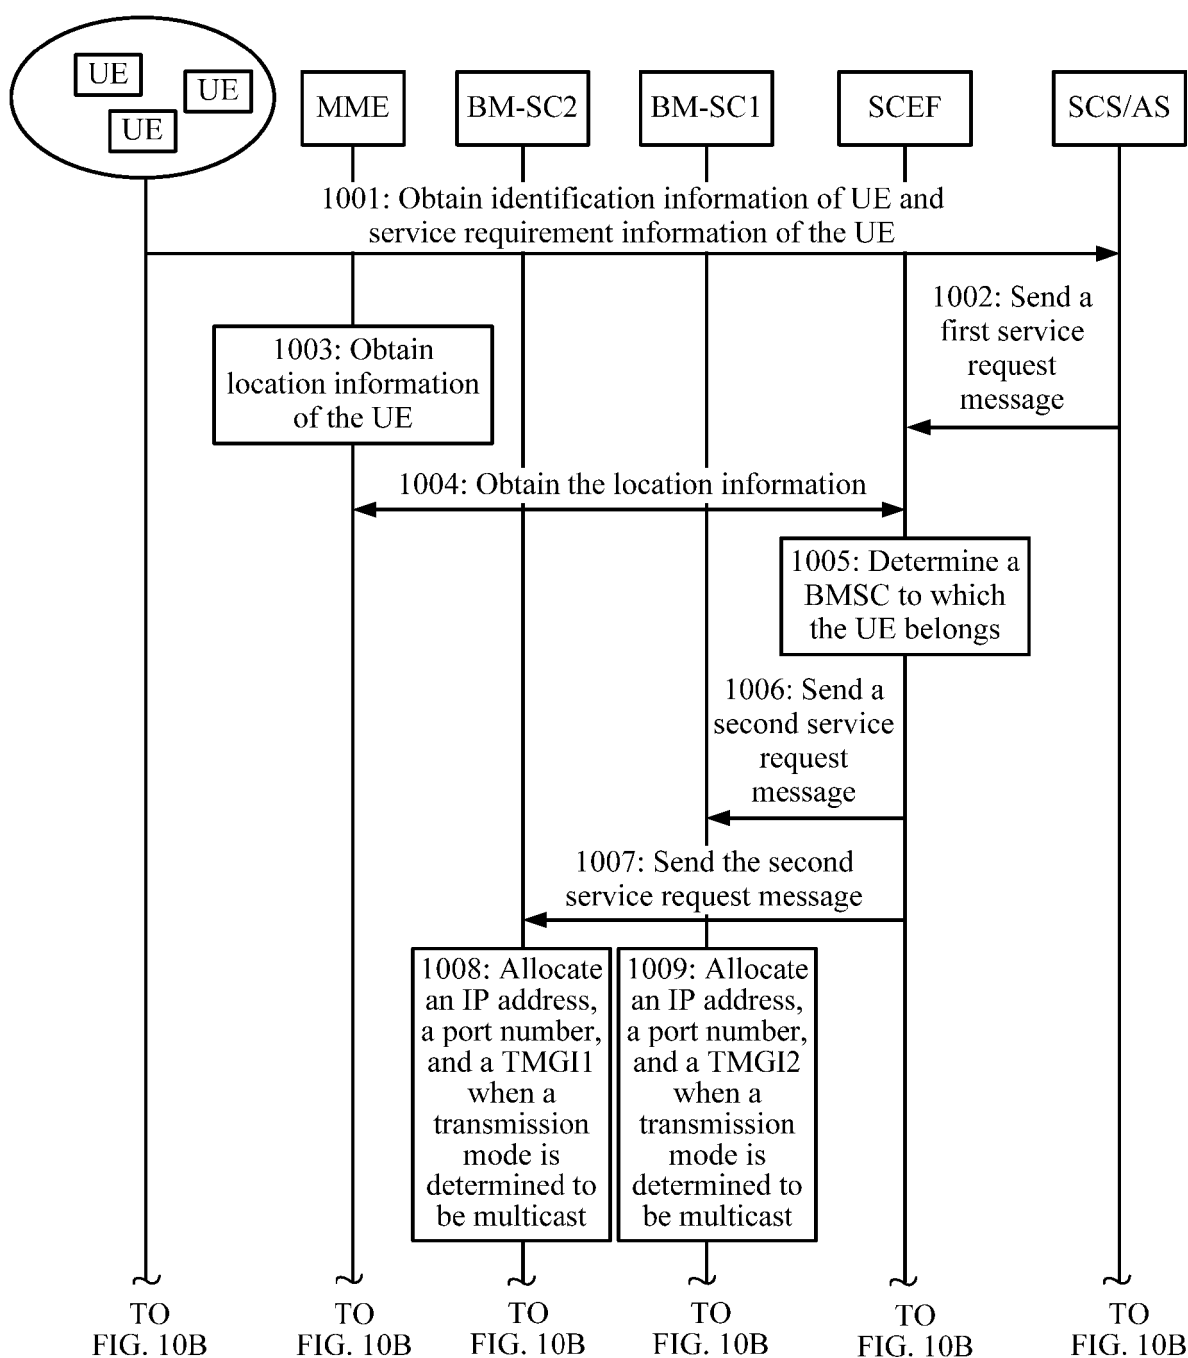 UE
UE
UE
MME
BM-SC2
BM-SC1
SCEF
SCS/AS
1001: Obtain identification information of UE and
service requirement information of the UE
1002: Send a
first service
request
message
1003: Obtain
location information
of the UE
1004: Obtain the location information
1005: Determine a
BMSC to which
the UE belongs
1006: Send a
second service
request
message
1007: Send the second
service request message
1008: Allocate
an IP address,
a port number,
and a TMGI1
when a
transmission
mode is
determined to
be multicast
1009: Allocate
an IP address,
a port number,
and a TMGI2
when a
transmission
mode is
determined to
be multicast
TO
FIG. 10B
TO
FIG. 10B
TO
FIG. 10B
TO
FIG. 10B
TO
FIG. 10B
TO
FIG. 10B